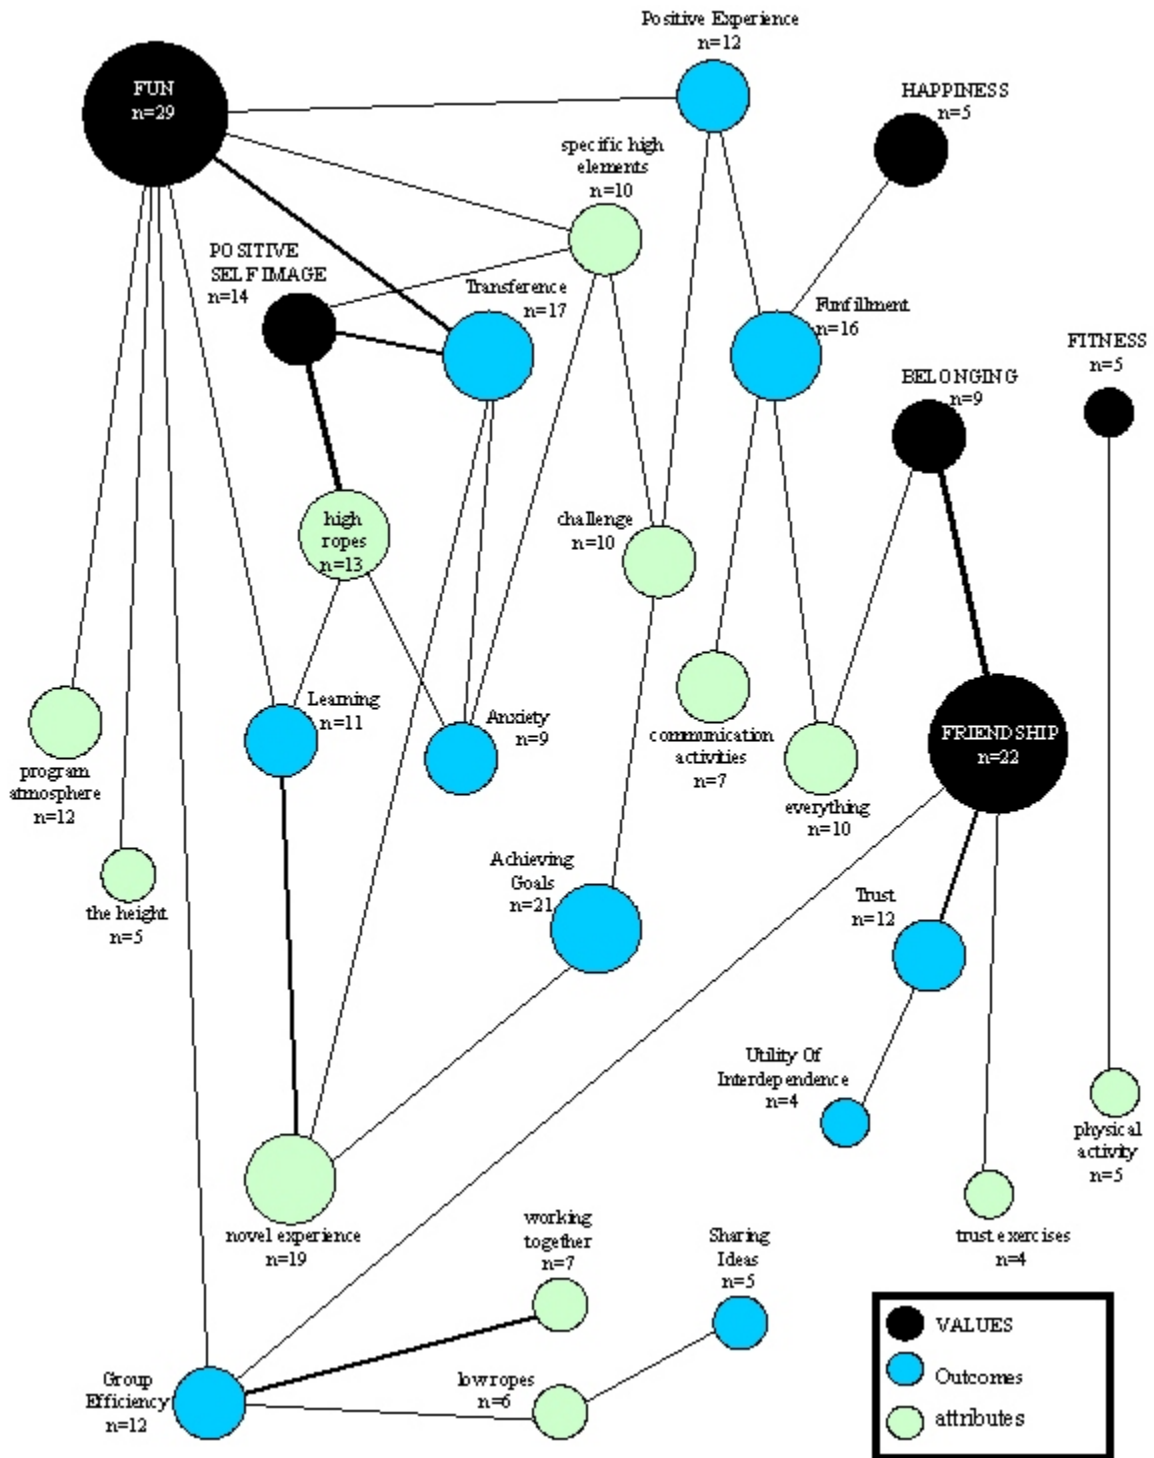 Positive Experience
n=12
FUN
n=29
HAPPINESS
n=5
specific high
elements
n=10
POSITIVE
SELF IMAGE
n=14
Transference
n=17
Funfillment
n=16
FITNESS
n=5
BELONGING
n=9
high
ropes
n=13
challenge
n=10
Learning
n=11
Anxiety
n=9
communication
activities
n=7
FRIENDSHIP
n=22
program
atmosphere
n=12
everything
n=10
the height
n=5
Achieving
Goals
n=21
Trust
n=12
Utility Of
Interdependence
n=4
physical
activity
n=5
novel experience
n=19
working
together
n=7
Sharing
Ideas
n=5
trust exercises
n=4
Group
Efficiency
n=12
low ropes
n=6
VALUES
Outcomes
attributes